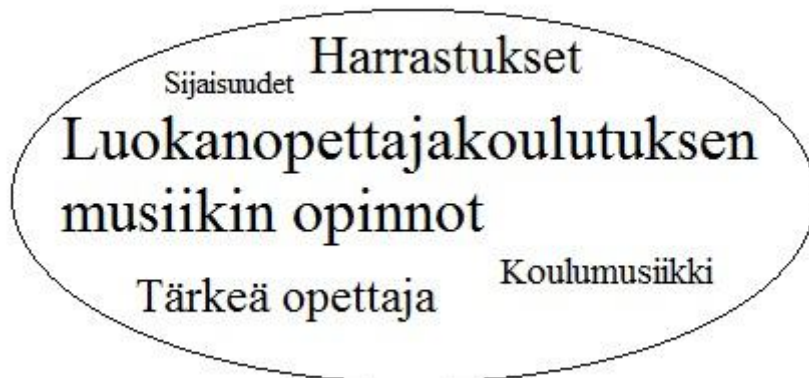 Harrastukset
Sijaisuudet
Luokanopettajakoulutuksen
musiikin opinnot
Koulumusiikki
Tärkeä opettaja